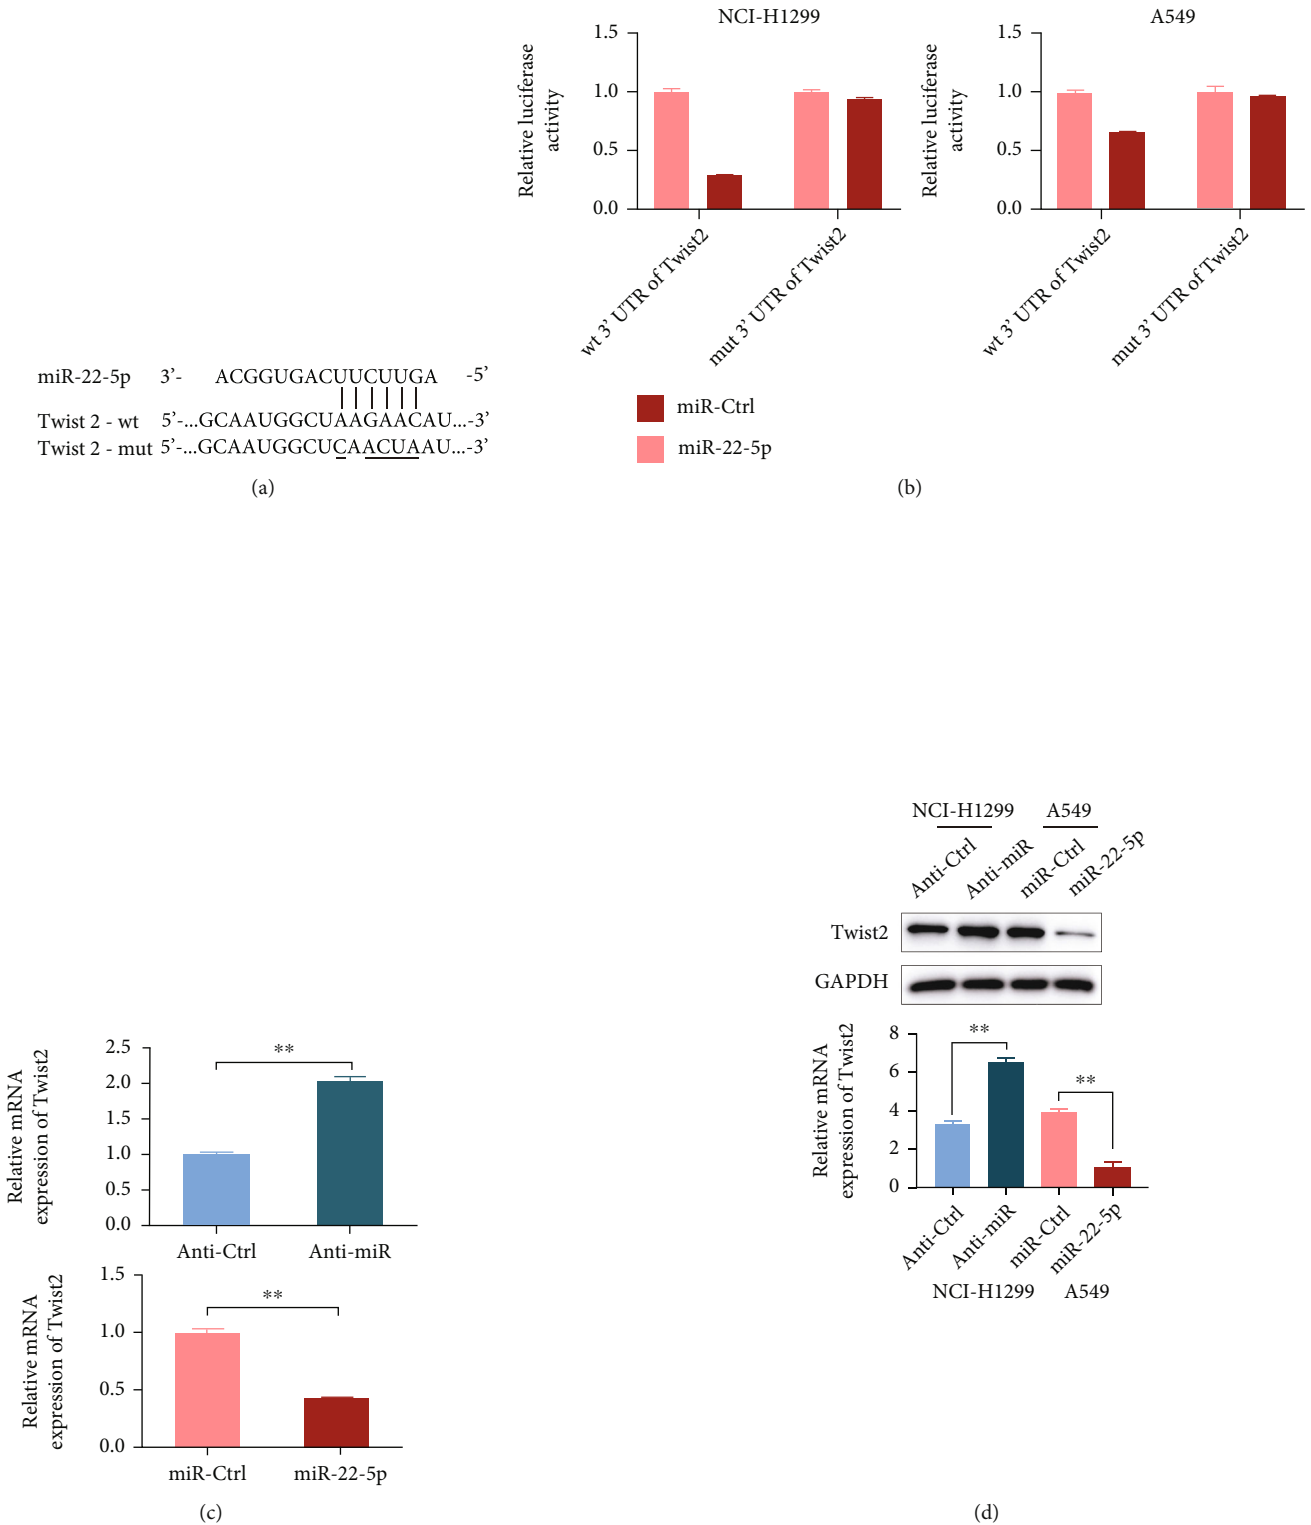 miR-22-5p 3'- ACGGUGACUUCUUGA -5'
Twist 2 - wt 5'-...GCAAUGGCUAAGAACAU...-3'
Twist 2 - mut 5'-...GCAAUGGCUCAACUAAU...-3'
(a)
NCI-H1299
Relative luciferase
activity
1.5
1.0
0.5
0.0
wt 3' UTR of Twist2
mut 3' UTR of Twist2
A549
Relative luciferase
activity
1.5
1.0
0.5
0.0
wt 3' UTR of Twist2
mut 3' UTR of Twist2
miR-Ctrl
miR-22-5p
(b)
Relative mRNA
expression of Twist2
2.5
2.0
1.5
1.0
0.5
0.0
**
Anti-Ctrl Anti-miR
Relative mRNA
expression of Twist2
1.5
1.0
0.5
0.0
**
miR-Ctrl miR-22-5p
(c)
NCI-H1299 A549
Anti-Ctrl
Anti-miR
miR-Ctrl
miR-22-5p
Twist2
GAPDH
Relative mRNA
expression of Twist2
8
6
4
2
0
**
**
Anti-Ctrl
Anti-miR
miR-Ctrl
miR-22-5p
NCI-H1299 A549
(d)